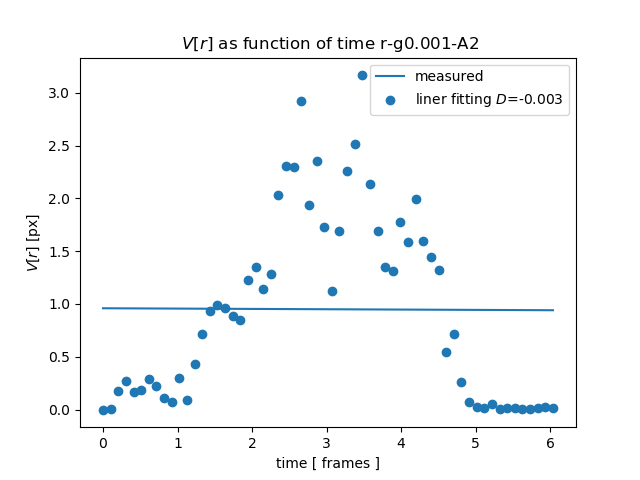 V[r] as function of time r-g0.001-A2
measured
liner fitting D=-0.003
3.0
2.5
2.0
1.5
1.0
0.5
0.0
V[r] [px]
0 1 2 3 4 5 6
time [ frames ]